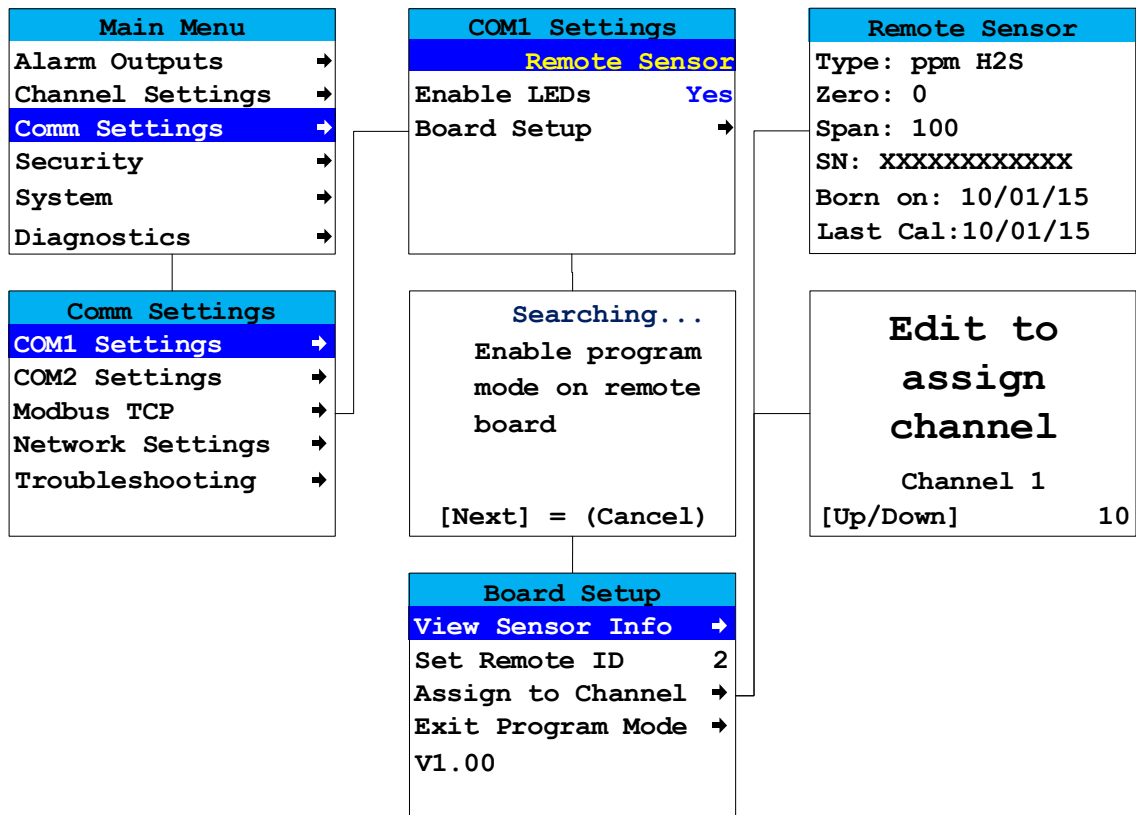 Main Menu
Alarm Outputs
Channel Settings
Comm Settings
Security
System
Diagnostics
Comm Settings
COM1 Settings
COM2 Settings
Modbus TCP
Network Settings
Troubleshooting
COM1 Settings
Remote Sensor
Enable LEDs Yes
Board Setup
Searching...
Enable program
mode on remote
board
[Next] = (Cancel)
Board Setup
View Sensor Info
Set Remote ID 2
Assign to Channel
Exit Program Mode
V1.00
Remote Sensor
Type: ppm H2S
Zero: 0
Span: 100
SN: XXXXXXXXXXXX
Born on: 10/01/15
Last Cal:10/01/15
Edit to
assign
channel
Channel 1
[Up/Down] 10